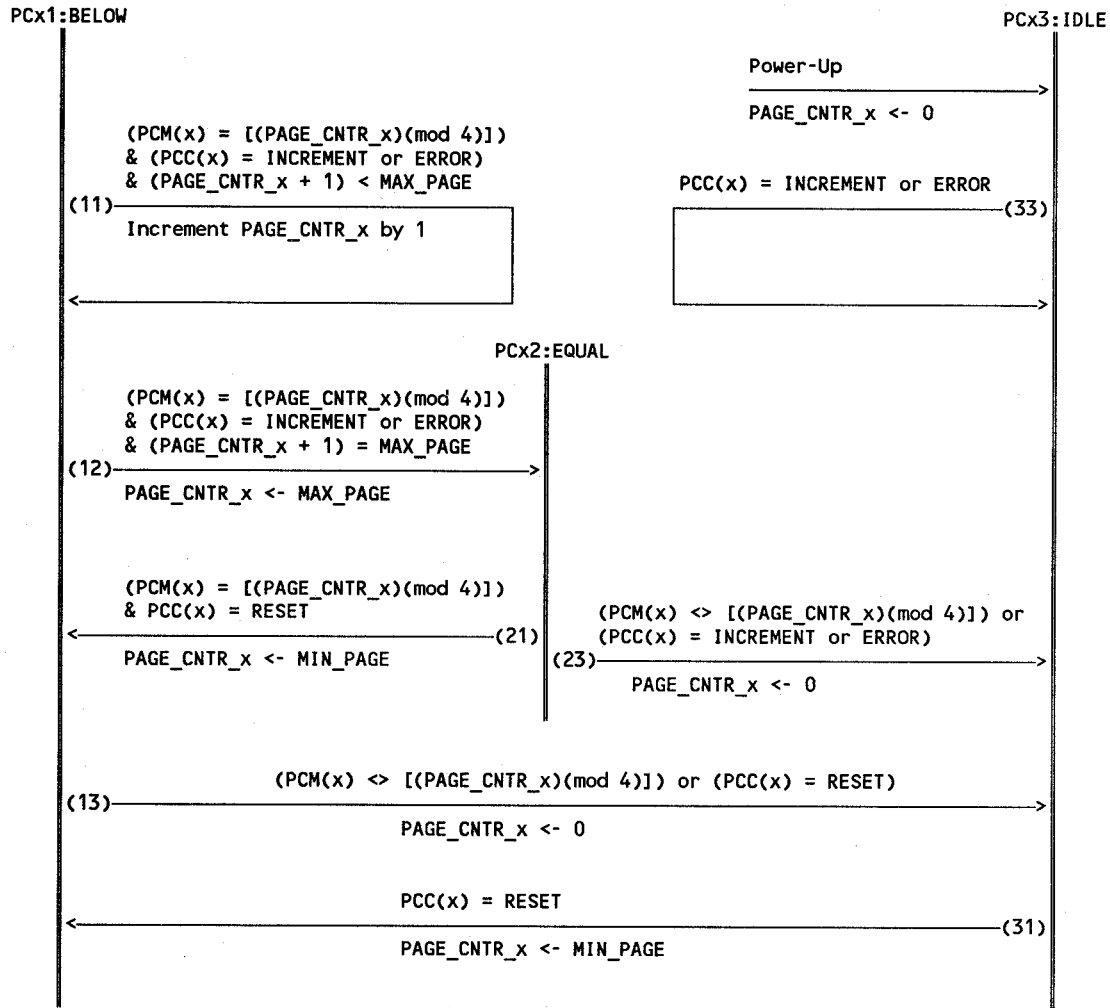 PCx1:BELOW
PCx3:IDLE
Power-Up
PAGE_CNTR_x <- 0
(PCM(x) = [(PAGE_CNTR_x)(mod 4)])
& (PCC(x) = INCREMENT or ERROR)
& (PAGE_CNTR_x + 1) < MAX_PAGE
(11)
Increment PAGE_CNTR_x by 1
PCC(x) = INCREMENT or ERROR
(33)
PCx2:EQUAL
(PCM(x) = [(PAGE_CNTR_x)(mod 4)])
& (PCC(x) = INCREMENT or ERROR)
& (PAGE_CNTR_x + 1) = MAX_PAGE
(12)
PAGE_CNTR_x <- MAX_PAGE
(PCM(x) = [(PAGE_CNTR_x)(mod 4)])
& PCC(x) = RESET
(21)
PAGE_CNTR_x <- MIN_PAGE
(PCM(x) <> [(PAGE_CNTR_x)(mod 4)]) or
(PCC(x) = INCREMENT or ERROR)
(23)
PAGE_CNTR_x <- 0
(PCM(x) <> [(PAGE_CNTR_x)(mod 4)]) or (PCC(x) = RESET)
(13)
PAGE_CNTR_x <- 0
PCC(x) = RESET
(31)
PAGE_CNTR_x <- MIN_PAGE